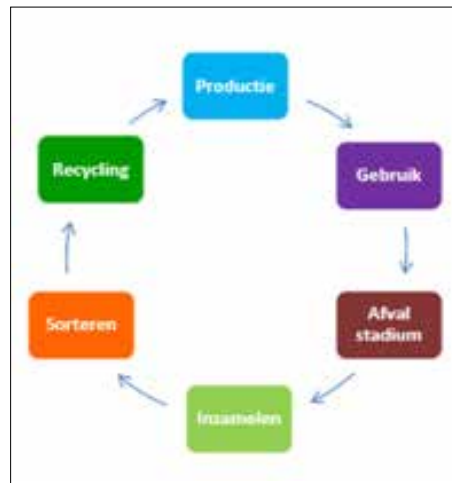 Productie
Gebruik
Afval
stadium
Inzamelen
Sorteren
Recycling